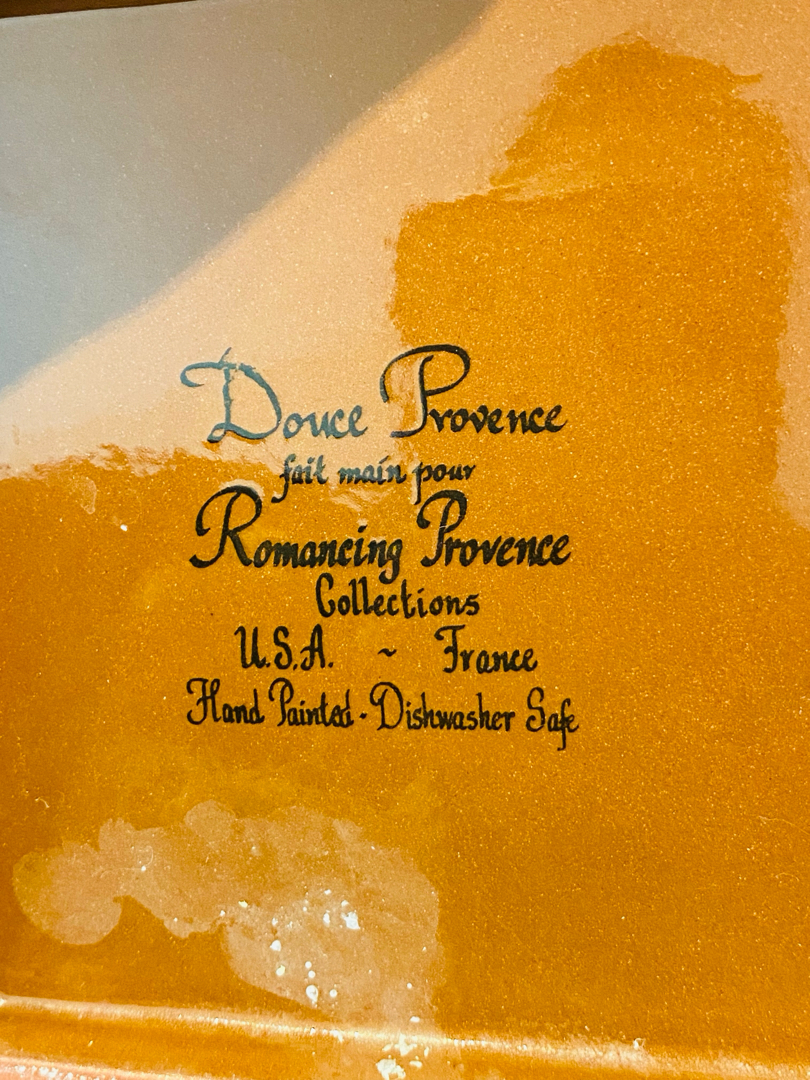 Douce Provence
fait main pour
Romancing Provence
Collections
U.S.A. ~ France
Hand Painted - Dishwasher Safe